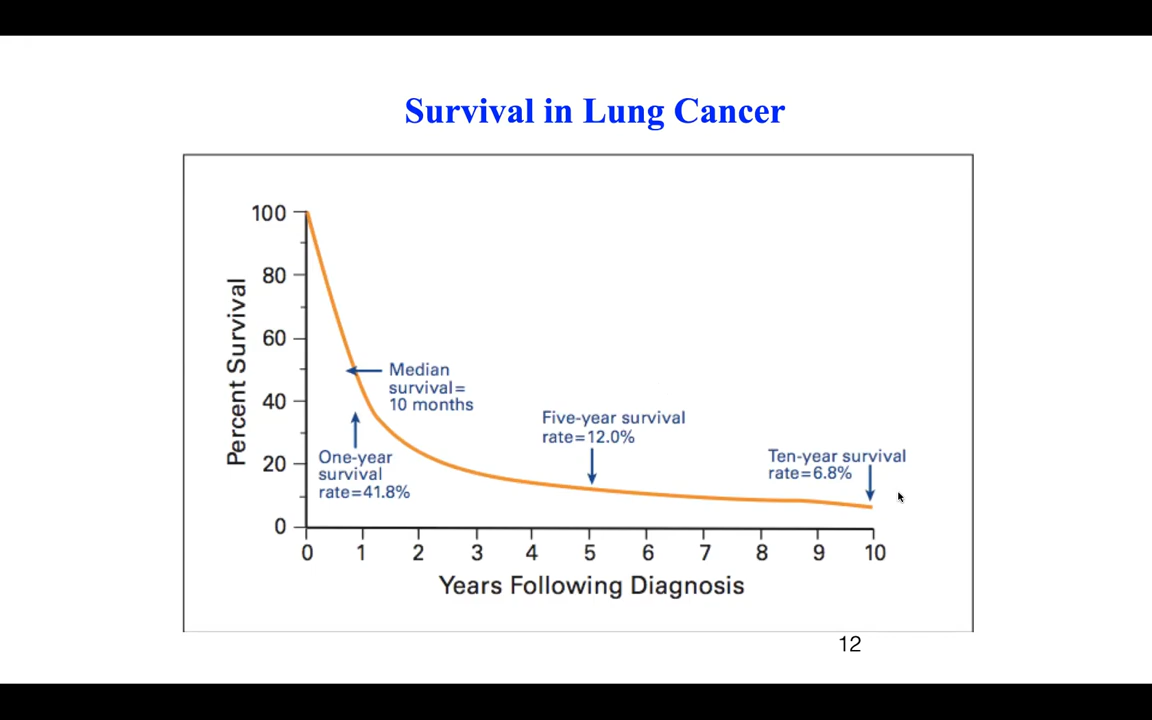 Survival in Lung Cancer
100
80
60
40
20
0
Percent Survival
Median
survival=
10 months
One-year
survival
rate=41.8%
Five-year survival
rate=12.0%
Ten-year survival
rate=6.8%
0 1 2 3 4 5 6 7 8 9 10
Years Following Diagnosis
12